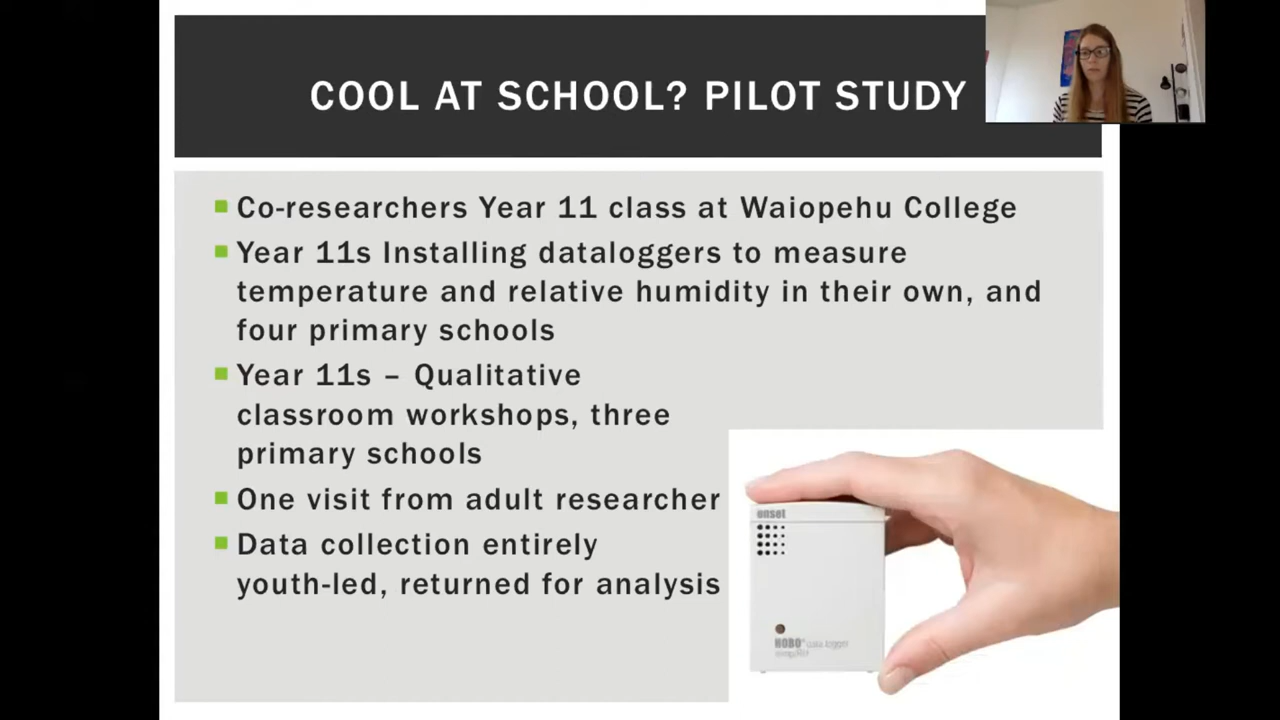 COOL AT SCHOOL? PILOT STUDY
Co-researchers Year 11 class at Waiopehu College
Year 11s Installing dataloggers to measure
temperature and relative humidity in their own, and
four primary schools
Year 11s – Qualitative
classroom workshops, three
primary schools
One visit from adult researcher
Data collection entirely
youth-led, returned for analysis
onset
HOBO® data logger